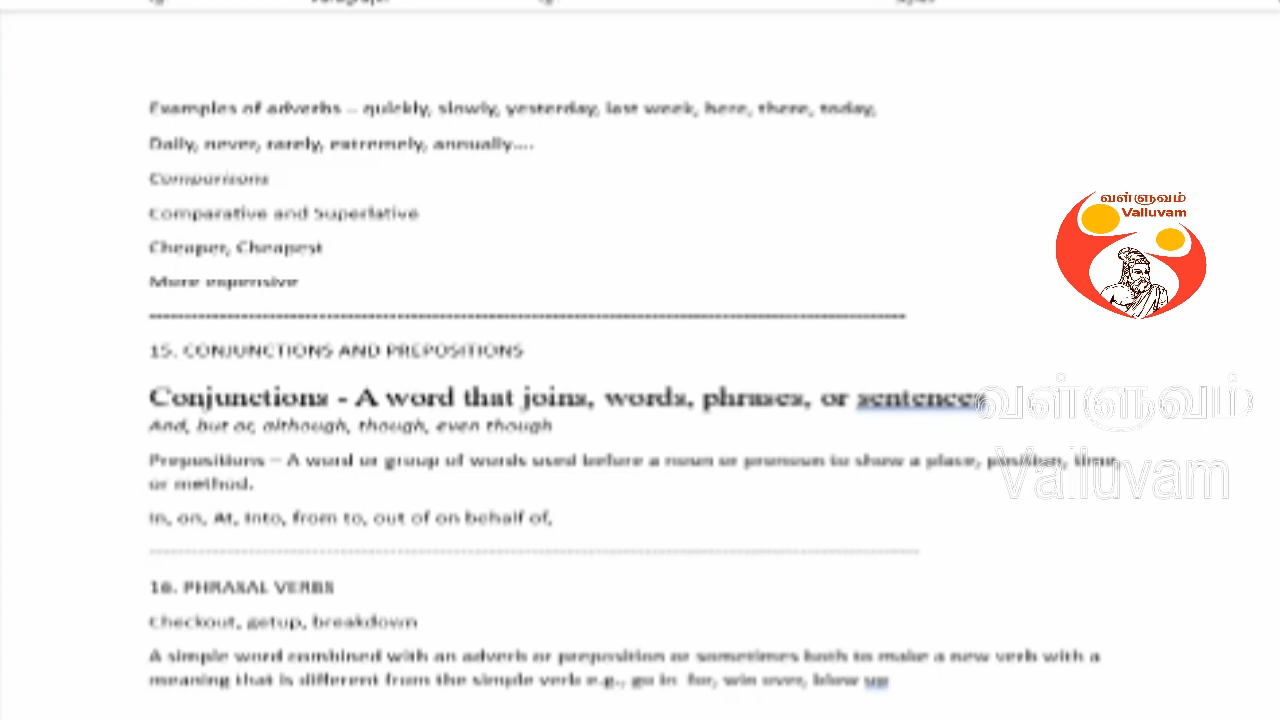 Examples of adverbs – quickly, slowly, yesterday, last week, here, there, today,
Daily, never, rarely, extremely, annually....
Comparisons
Comparative and Superlative
Cheaper, Cheapest
More expensive
வள்ளுவம்
Valluvam
15. CONJUNCTIONS AND PREPOSITIONS
Conjunctions - A word that joins, words, phrases, or sentences
And, but or, although, though, even though
வள்ளுவம்
Prepositions – A word or group of words used before a noun or pronoun to show a place, position, time
or method.
Valluvam
In, on, At, Into, from to, out of on behalf of,
16. PHRASAL VERBS
Checkout, getup, breakdown
A simple word combined with an adverb or preposition or sometimes both to make a new verb with a
meaning that is different from the simple verb e.g., go in for, win over, blow up